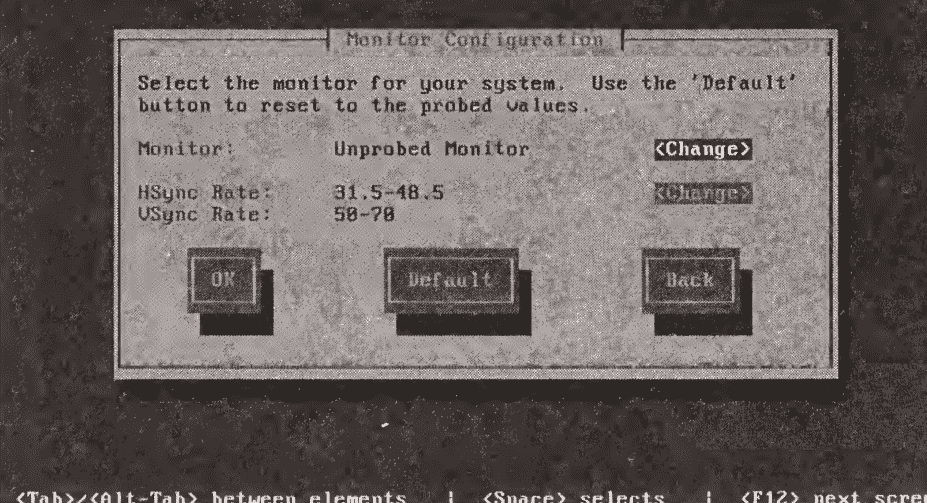 Monitor Configuration
Select the monitor for your system.  Use the 'Default'
button to reset to the probed values.
Monitor: Unprobed Monitor <Change>
HSync Rate: 31.5-48.5 <Change>
VSync Rate: 50-70
OK Default Back
<Tab>/<Alt-Tab> between elements | <Space> selects | <F12> next scree